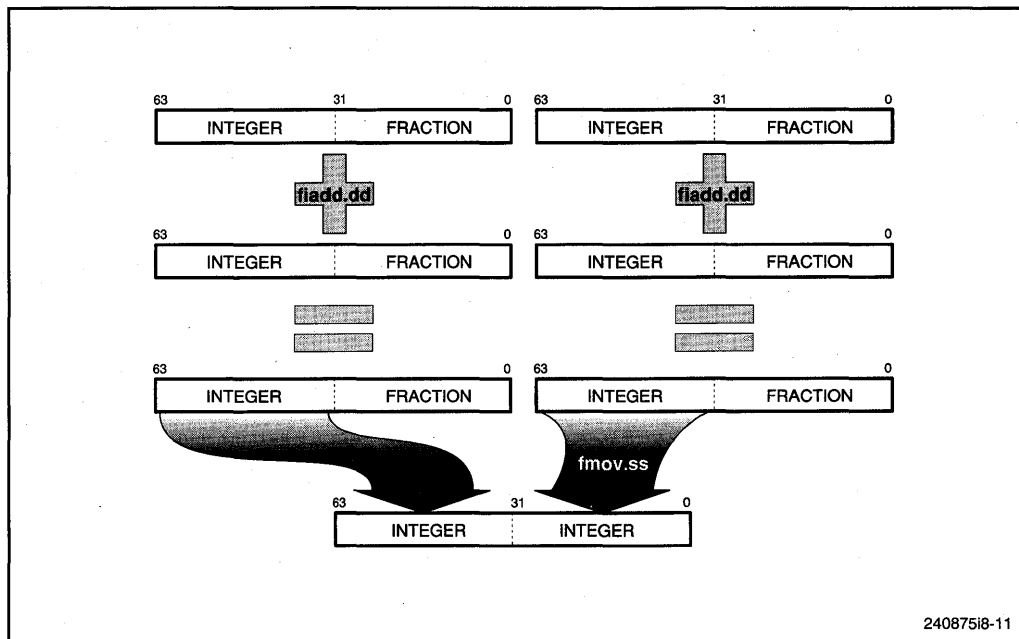 63 31 0 63 31 0
INTEGER FRACTION INTEGER FRACTION
fiadd.dd fiadd.dd
63 0 63 0
INTEGER FRACTION INTEGER FRACTION
63 0 63 0
INTEGER FRACTION INTEGER FRACTION
fmov.ss
63 31 0
INTEGER INTEGER
240875i8-11